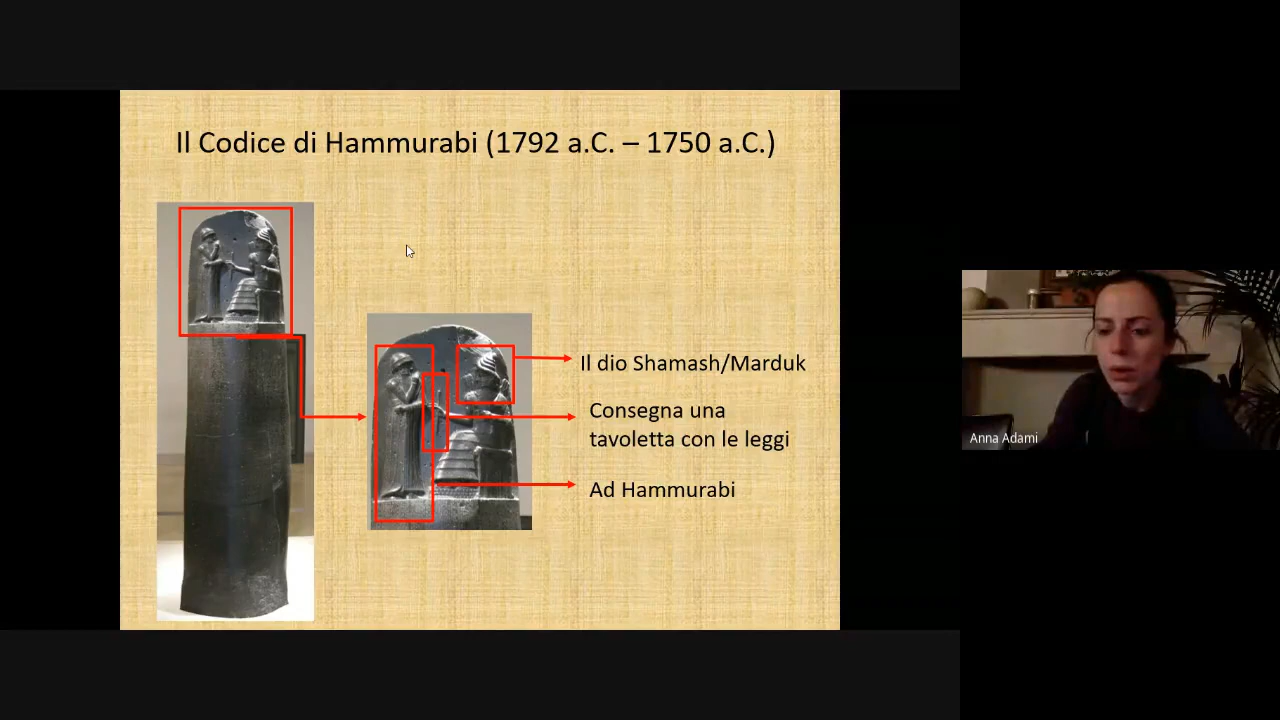 Il Codice di Hammurabi (1792 a.C. – 1750 a.C.)
Il dio Shamash/Marduk
Consegna una
tavoletta con le leggi
Ad Hammurabi
Anna Adami